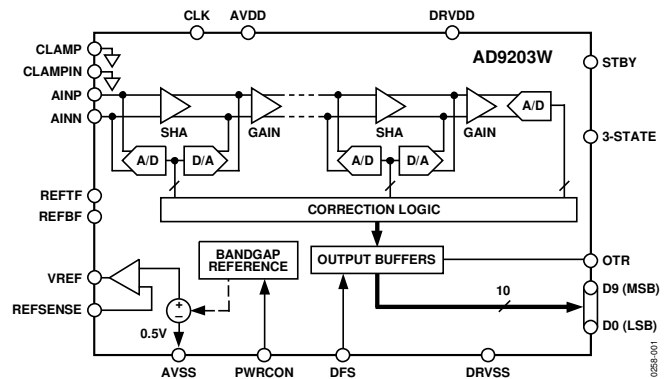 CLK AVDD DRVDD
AD9203W
CLAMP
CLAMPIN
AINP
AINN
STBY
3-STATE
SHA GAIN SHA GAIN
A/D
A/D D/A A/D D/A
REFTF
REFBF
CORRECTION LOGIC
BANDGAP
REFERENCE
OUTPUT BUFFERS
OTR
VREF
REFSENSE
+
–
0.5V
10
D9 (MSB)
D0 (LSB)
AVSS PWRCON DFS DRVSS
0258-001